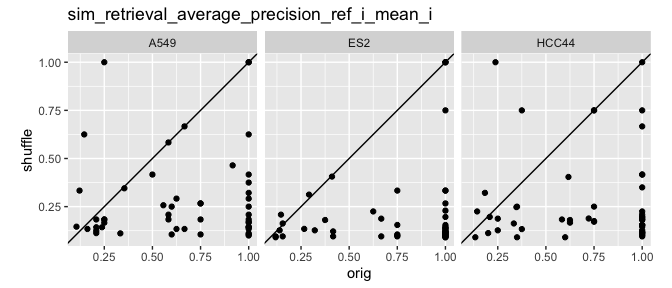 sim_retrieval_average_precision_ref_i_mean_i
A549 ES2 HCC44
1.00
0.75
0.50
0.25
shuffle
0.25 0.50 0.75 1.00 0.25 0.50 0.75 1.00 0.25 0.50 0.75 1.00
orig